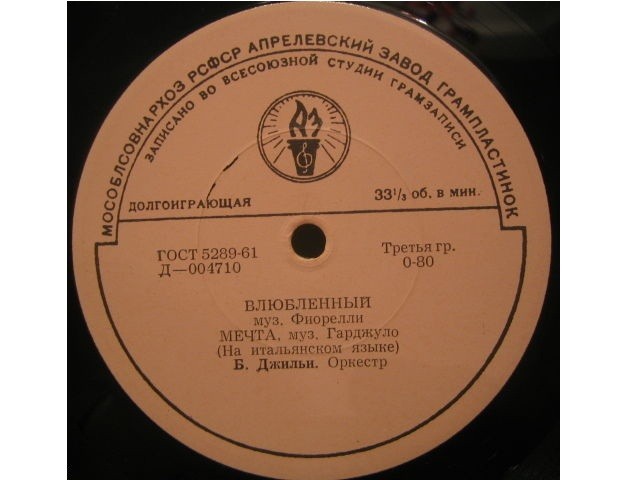 МОСОБЛСОВНАРХОЗ РСФСР АПРЕЛЕВСКИЙ ЗАВОД ГРАМПЛАСТИНОК
ЗАПИСАНО ВО ВСЕСОЮЗНОЙ СТУДИИ ГРАМЗАПИСИ
АЗ
ДОЛГОИГРАЮЩАЯ
33 1/3 об. в мин.
ГОСТ 5289-61
Д—004710
Третья гр.
0-80
ВЛЮБЛЕННЫЙ
муз. Фиорелли
МЕЧТА, муз. Гарджуло
(На итальянском языке)
Б. Джильи. Оркестр